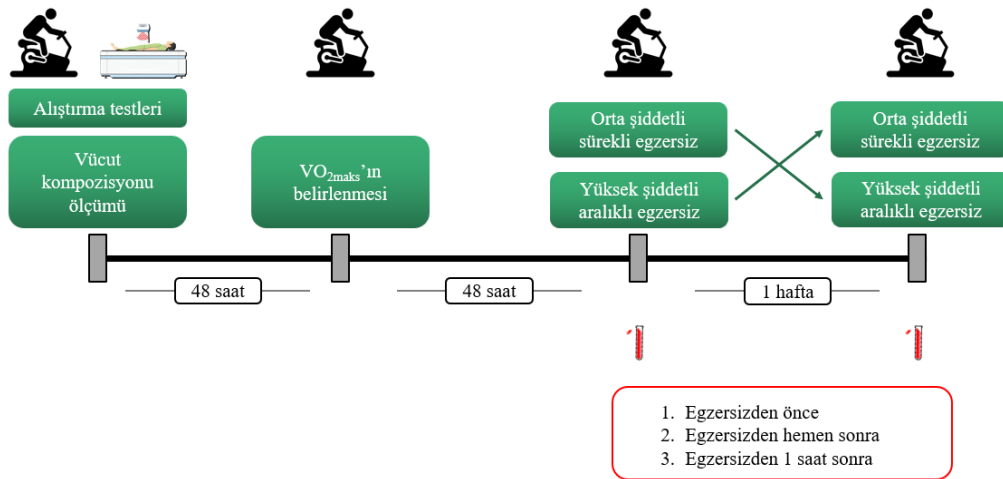 Alıştırma testleri
Vücut
kompozisyonu
ölçümü
VO2maks’ın
belirlenmesi
Orta şiddetli
sürekli egzersiz
Yüksek şiddetli
aralıklı egzersiz
Orta şiddetli
sürekli egzersiz
Yüksek şiddetli
aralıklı egzersiz
48 saat
48 saat
1 hafta
1. Egzersizden önce
2. Egzersizden hemen sonra
3. Egzersizden 1 saat sonra